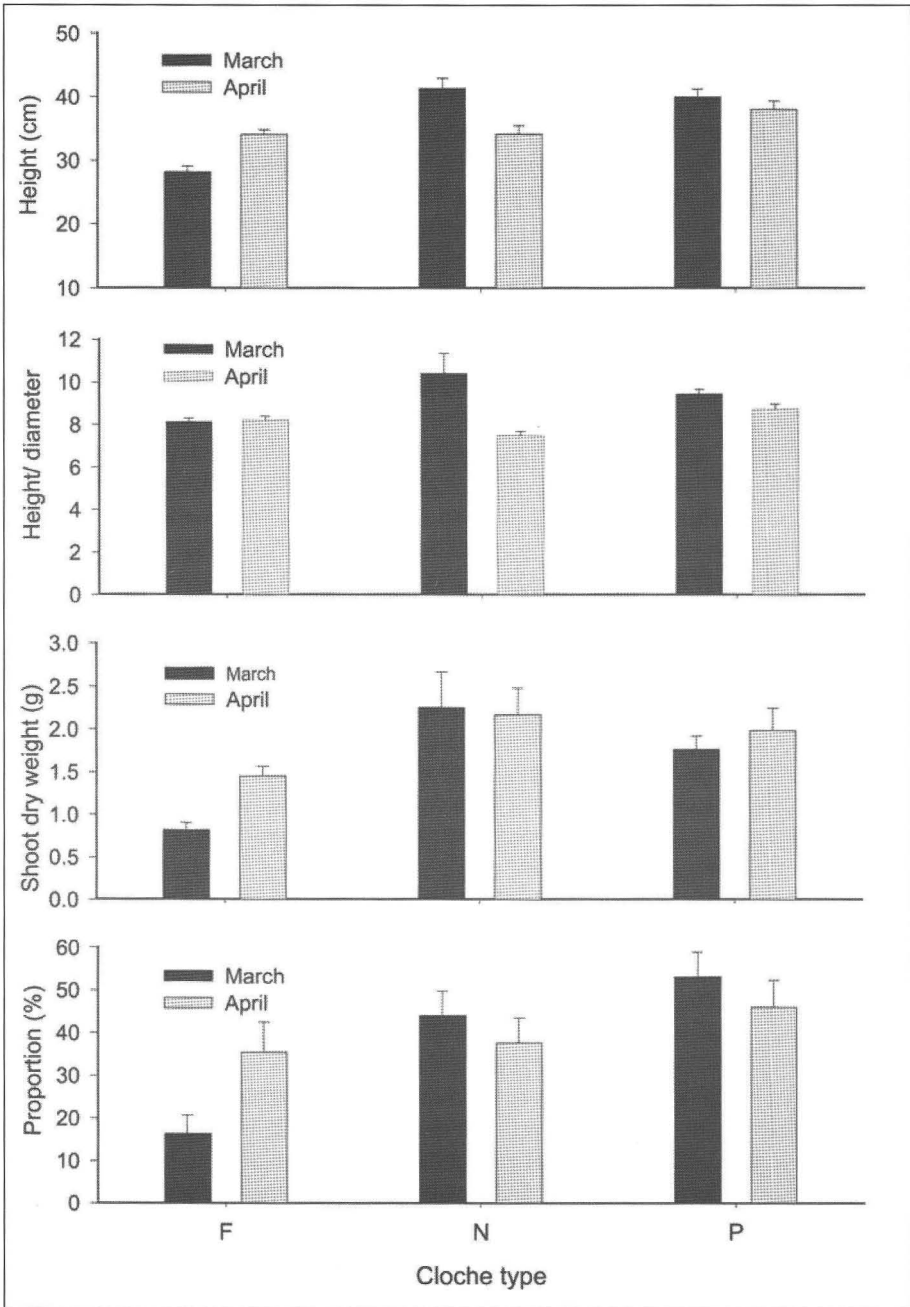 Height (cm)
50
40
30
20
10
March
April
Height/ diameter
12
10
8
6
4
2
0
March
April
Shoot dry weight (g)
3.0
2.5
2.0
1.5
1.0
0.5
0.0
March
April
Proportion (%)
60
50
40
30
20
10
0
March
April
F N P
Cloche type